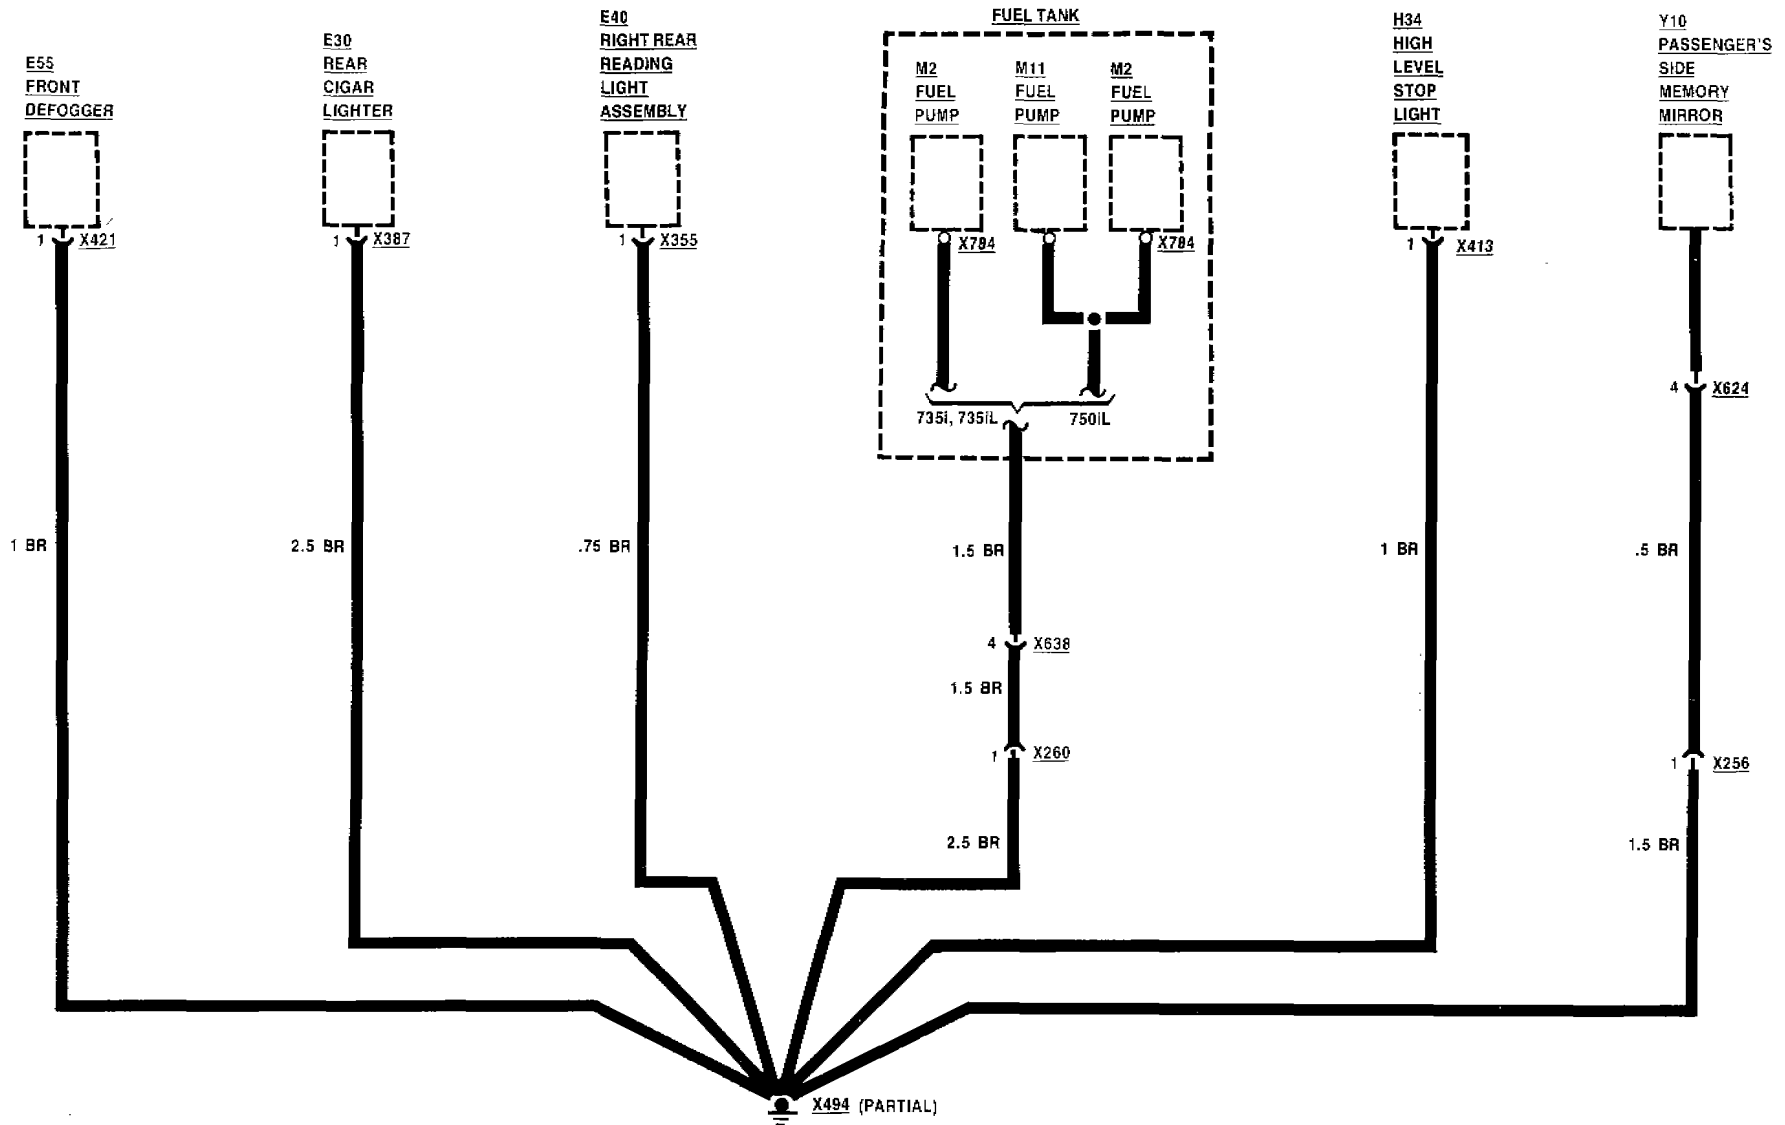 E55
FRONT
DEFOGGER
E30
REAR
CIGAR
LIGHTER
E40
RIGHT REAR
READING
LIGHT
ASSEMBLY
FUEL TANK
M2
FUEL
PUMP
M11
FUEL
PUMP
M2
FUEL
PUMP
H34
HIGH
LEVEL
STOP
LIGHT
Y10
PASSENGER'S
SIDE
MEMORY
MIRROR
1 X421
1 X387
1 X355
X784
X784
1 X413
4 X624
735i, 735iL
750iL
1 BR
2.5 BR
.75 BR
1.5 BR
1 BR
.5 BR
4 X638
1.5 BR
1 X260
1 X256
2.5 BR
1.5 BR
X494 (PARTIAL)